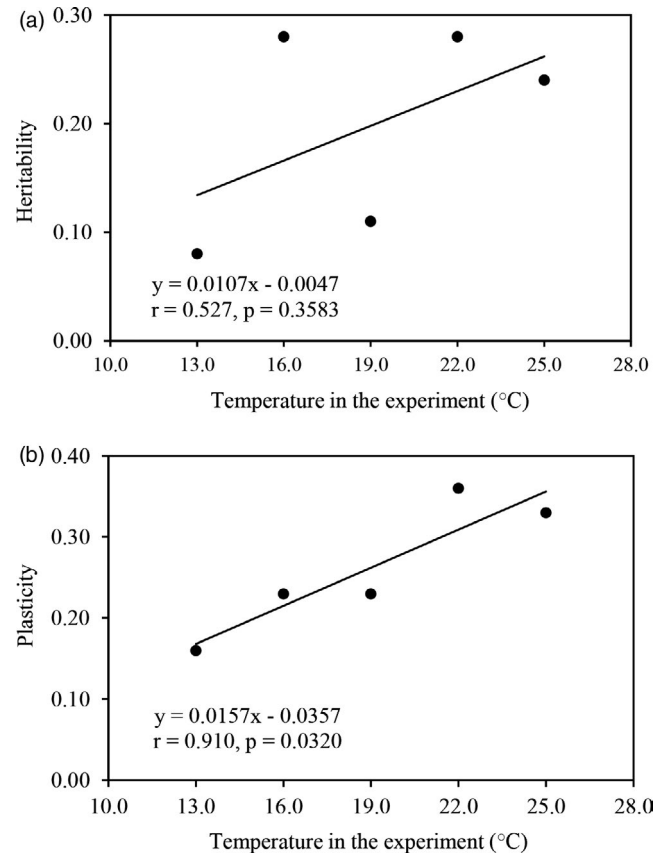 (a)
0.30
0.20
0.10
0.00
Heritability
y = 0.0107x - 0.0047
r = 0.527, p = 0.3583
10.0 13.0 16.0 19.0 22.0 25.0 28.0
Temperature in the experiment (°C)
(b)
0.40
0.30
0.20
0.10
0.00
Plasticity
y = 0.0157x - 0.0357
r = 0.910, p = 0.0320
10.0 13.0 16.0 19.0 22.0 25.0 28.0
Temperature in the experiment (°C)